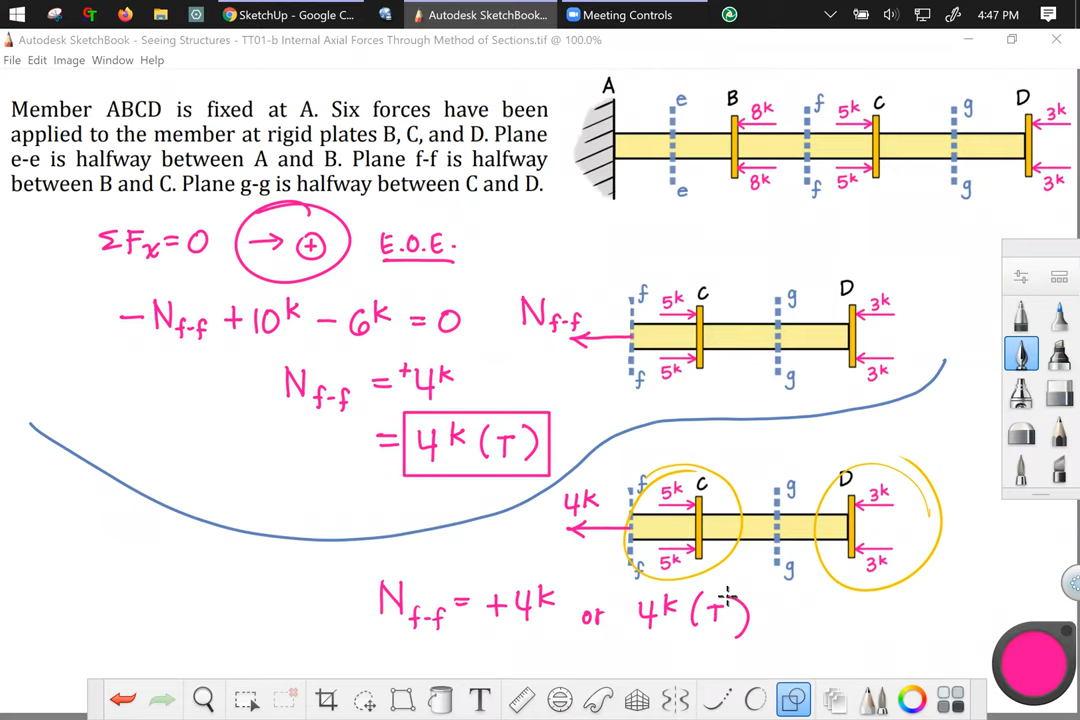 SketchUp - Google C...
Autodesk SketchBook...
Meeting Controls
4:47 PM
Autodesk SketchBook - Seeing Structures - TT01-b Internal Axial Forces Through Method of Sections.tif @ 100.0%
File Edit Image Window Help
Member ABCD is fixed at A. Six forces have been
applied to the member at rigid plates B, C, and D. Plane
e-e is halfway between A and B. Plane f-f is halfway
between B and C. Plane g-g is halfway between C and D.
A e B 8k f 5k C g D 3k
e 8k f 5k g 3k
ΣFx=0 → + E.O.E.
-Nf-f +10k - 6k = 0
Nf-f f 5k C g D 3k
f 5k g 3k
Nf-f = +4k
= 4k (T)
4k f 5k C g D 3k
f 5k g 3k
Nf-f = +4k or 4k (T)
T